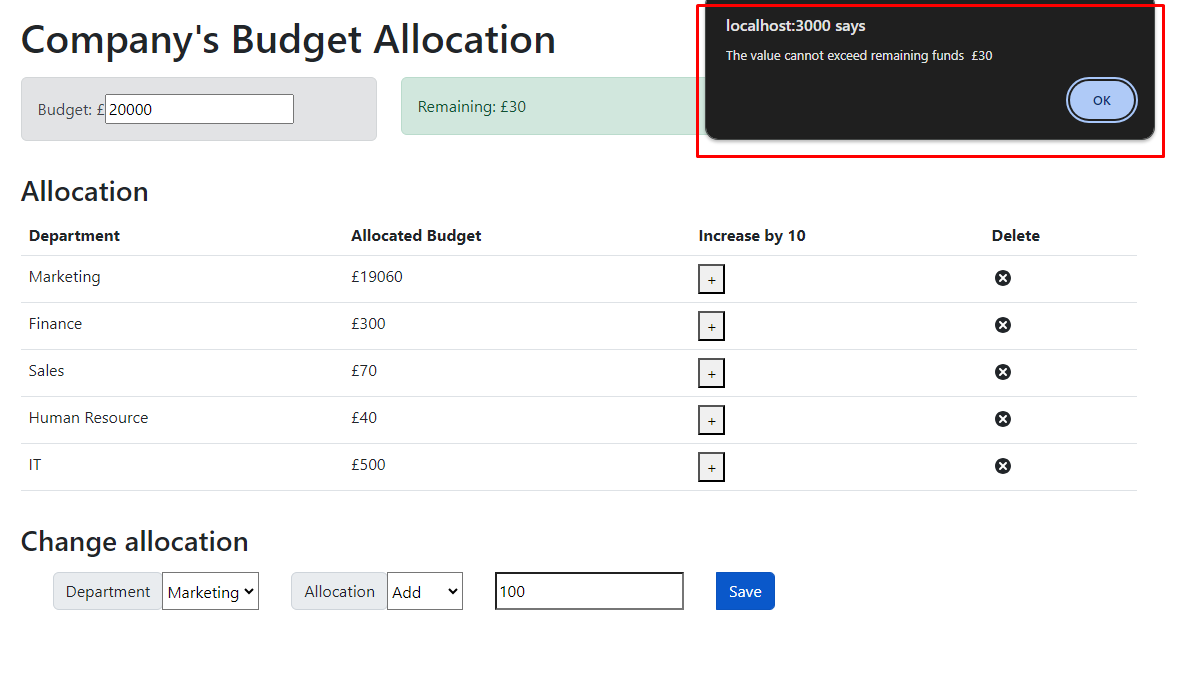 Company's Budget Allocation
localhost:3000 says
The value cannot exceed remaining funds £30
OK
Budget: £20000
Remaining: £30
Allocation
Department Allocated Budget Increase by 10 Delete
Marketing £19060 +
Finance £300 +
Sales £70 +
Human Resource £40 +
IT £500 +
Change allocation
Department Marketing Allocation Add 100 Save